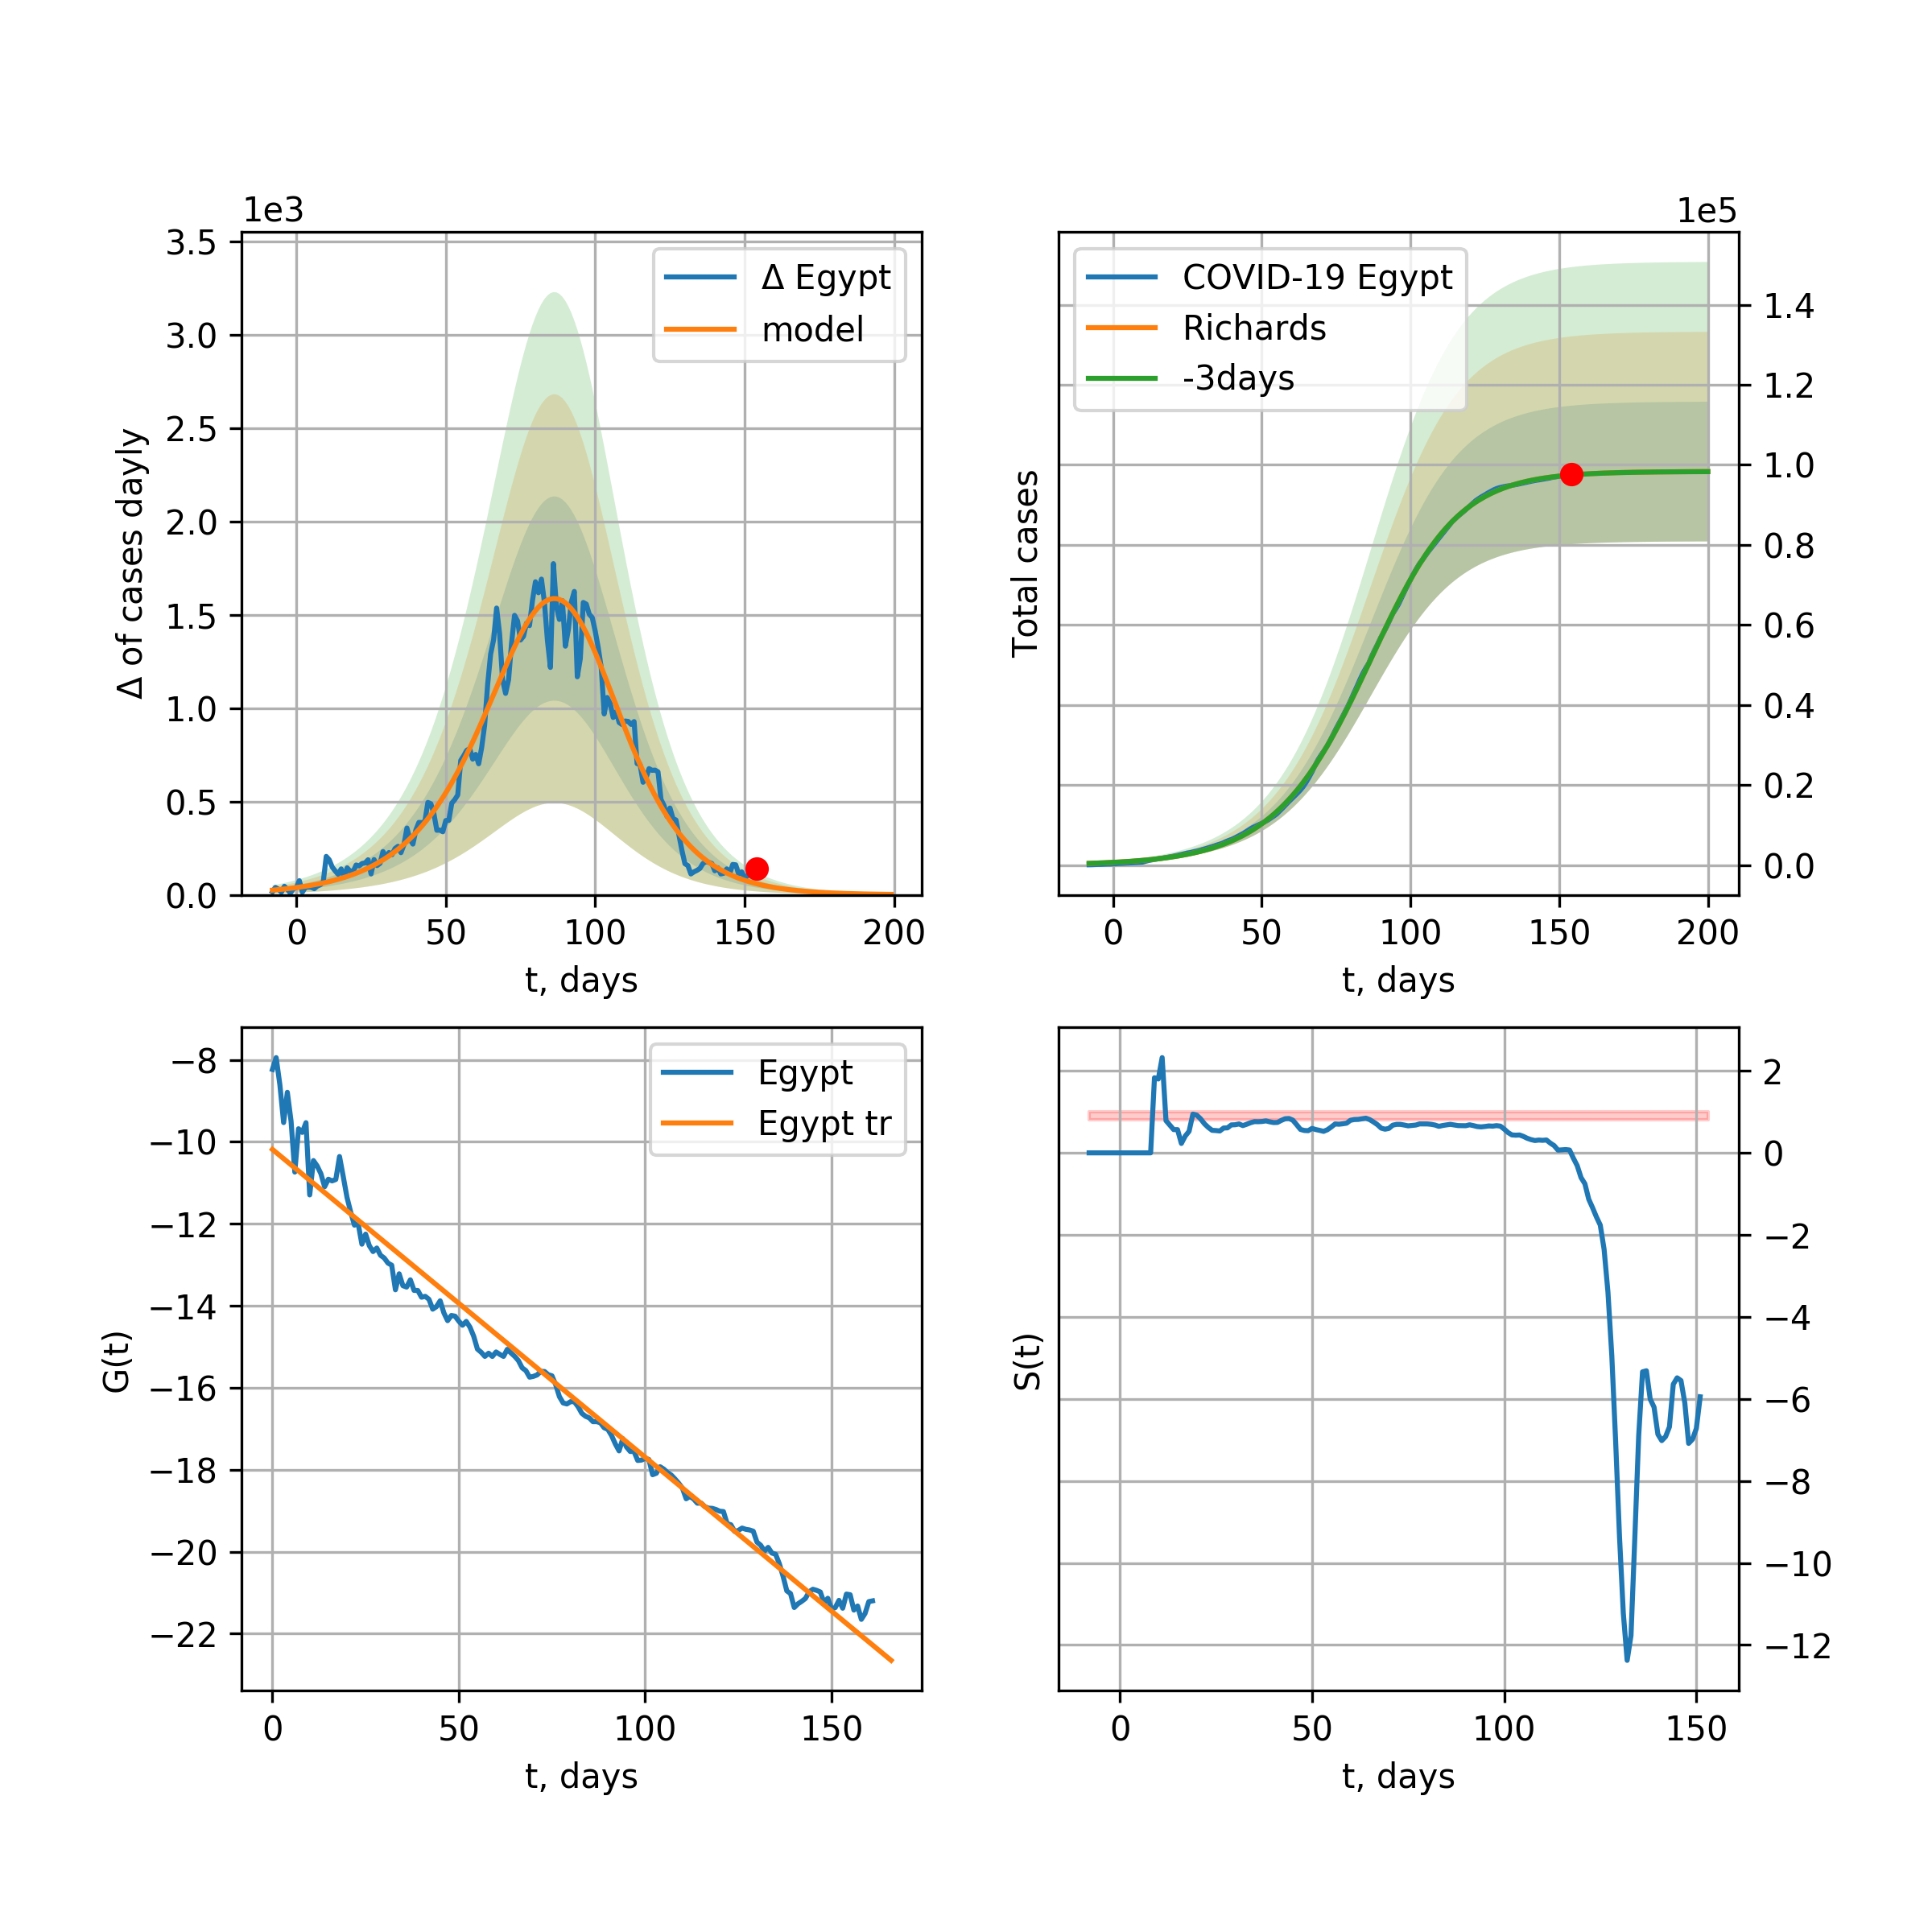 1e3
3.5
3.0
2.5
2.0
1.5
1.0
0.5
0.0
Δ of cases dayly
Δ Egypt
model
0 50 100 150 200
t, days
1e5
COVID-19 Egypt
Richards
-3days
Total cases
1.4
1.2
1.0
0.8
0.6
0.4
0.2
0.0
0 50 100 150 200
t, days
−8
−10
−12
−14
−16
−18
−20
−22
G(t)
Egypt
Egypt tr
0 50 100 150
t, days
S(t)
2
0
−2
−4
−6
−8
−10
−12
0 50 100 150
t, days